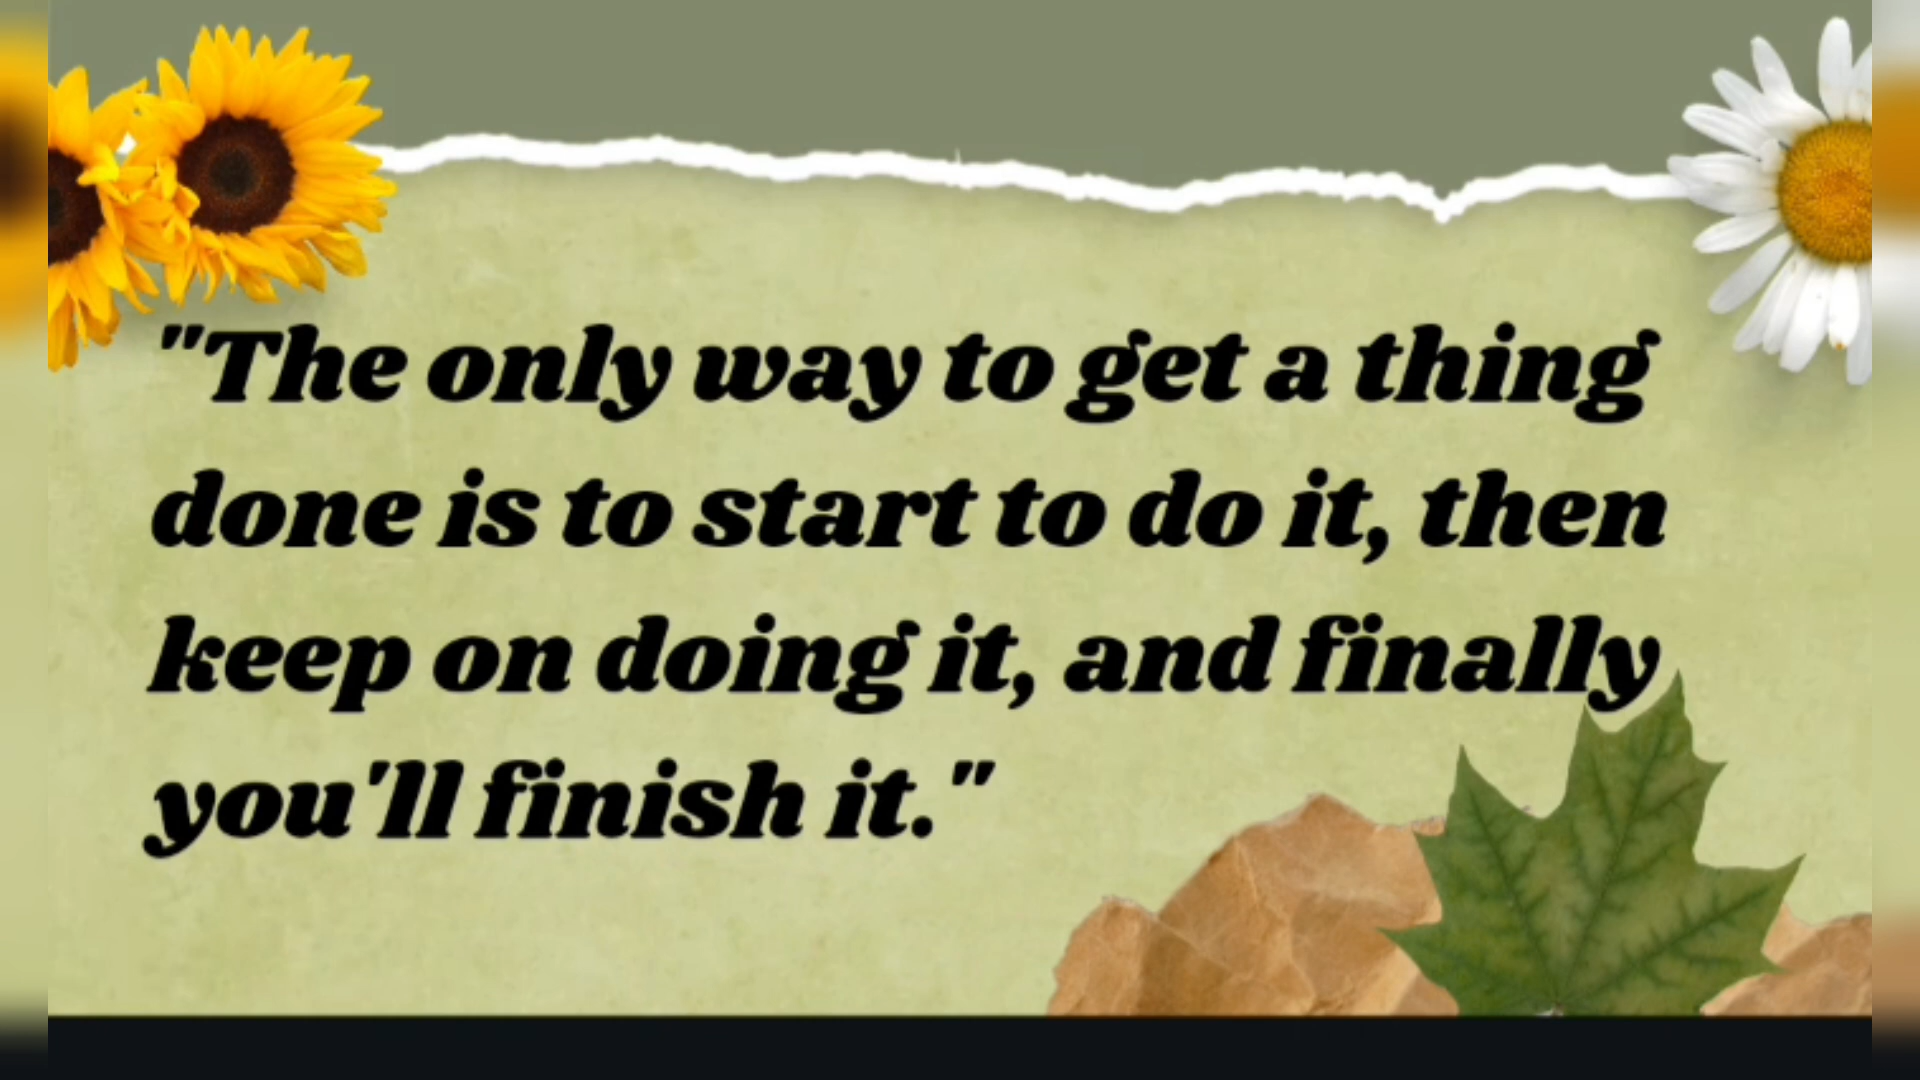 "The only way to get a thing
done is to start to do it, then
keep on doing it, and finally
you'll finish it."